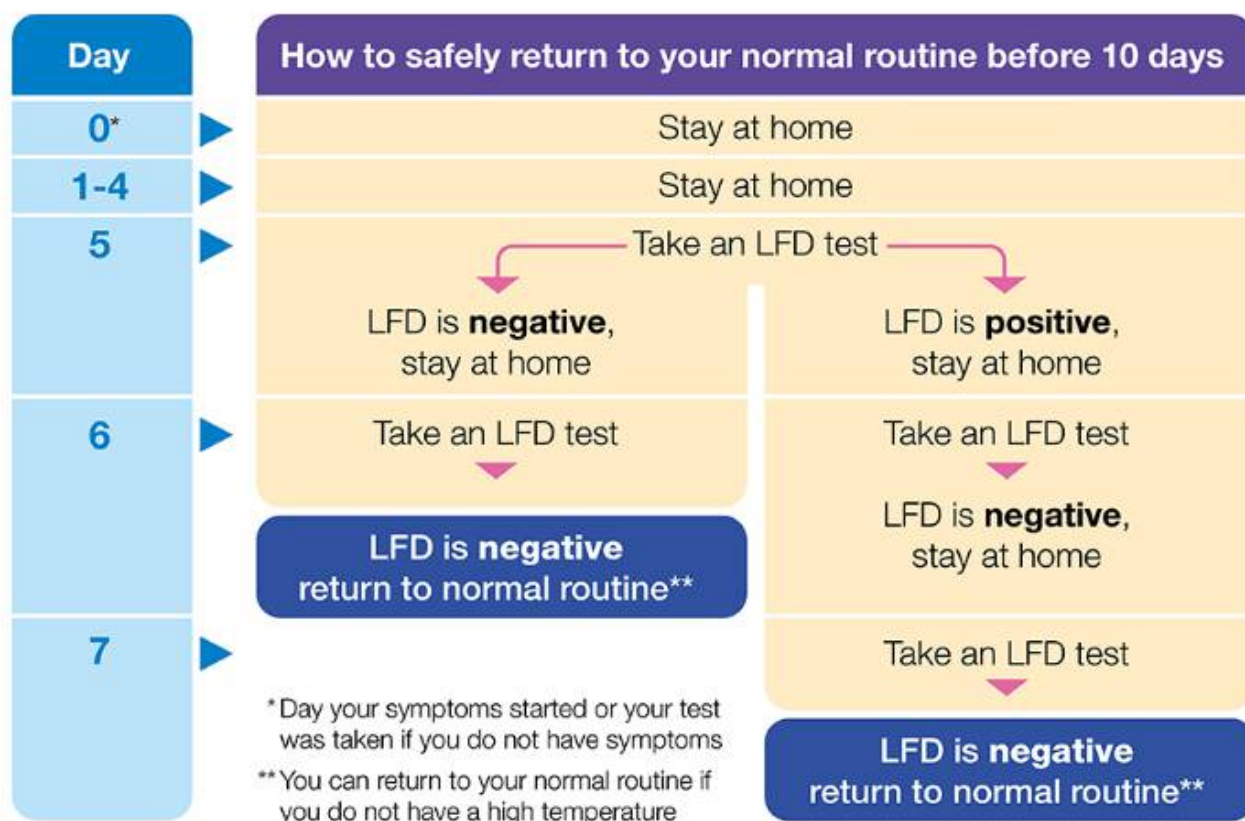 Day
How to safely return to your normal routine before 10 days
0*
Stay at home
1-4
Stay at home
5
Take an LFD test
LFD is negative,
stay at home
LFD is positive,
stay at home
6
Take an LFD test
LFD is negative
return to normal routine**
Take an LFD test
LFD is negative,
stay at home
7
Take an LFD test
LFD is negative
return to normal routine**
*Day your symptoms started or your test
was taken if you do not have symptoms
**You can return to your normal routine if
you do not have a high temperature